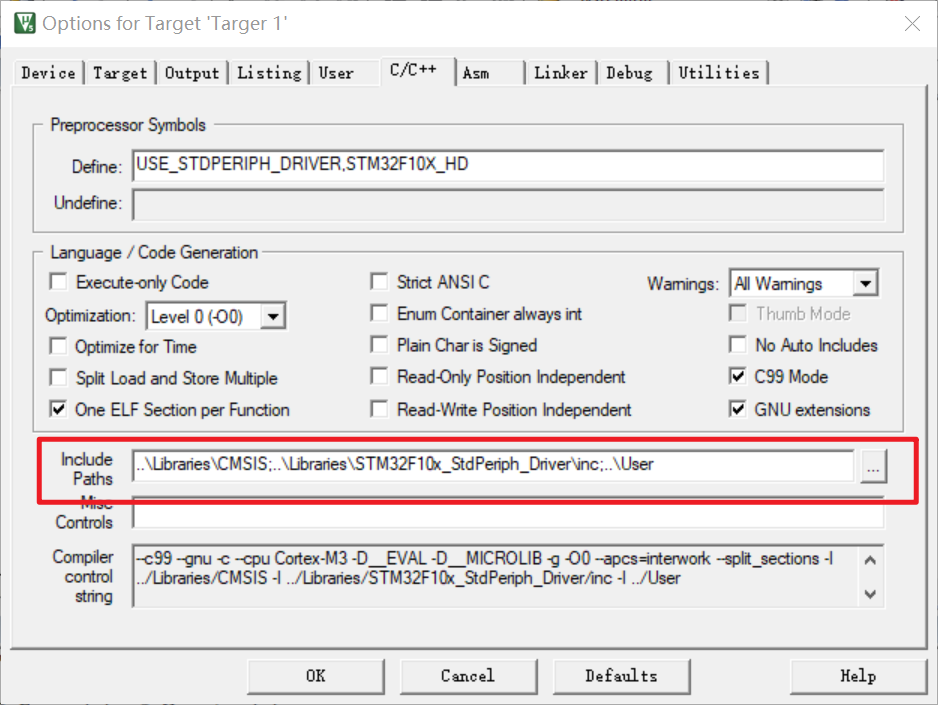 Options for Target 'Targer 1'
Device Target Output Listing User C/C++ Asm Linker Debug Utilities
Preprocessor Symbols
Define: USE_STDPERIPH_DRIVER,STM32F10X_HD
Undefine:
Language / Code Generation
Execute-only Code Strict ANSI C Warnings: All Warnings
Optimization: Level 0 (-O0) Enum Container always int Thumb Mode
Optimize for Time Plain Char is Signed No Auto Includes
Split Load and Store Multiple Read-Only Position Independent C99 Mode
One ELF Section per Function Read-Write Position Independent GNU extensions
Include
Paths
..\Libraries\CMSIS;..\Libraries\STM32F10x_StdPeriph_Driver\inc;..\User
...
Misc
Controls
Compiler
control
string
--c99 --gnu -c --cpu Cortex-M3 -D__EVAL -D__MICROLIB -g -O0 --apcs=interwork --split_sections -I
../Libraries/CMSIS -I ../Libraries/STM32F10x_StdPeriph_Driver/inc -I ../User
OK Cancel Defaults Help